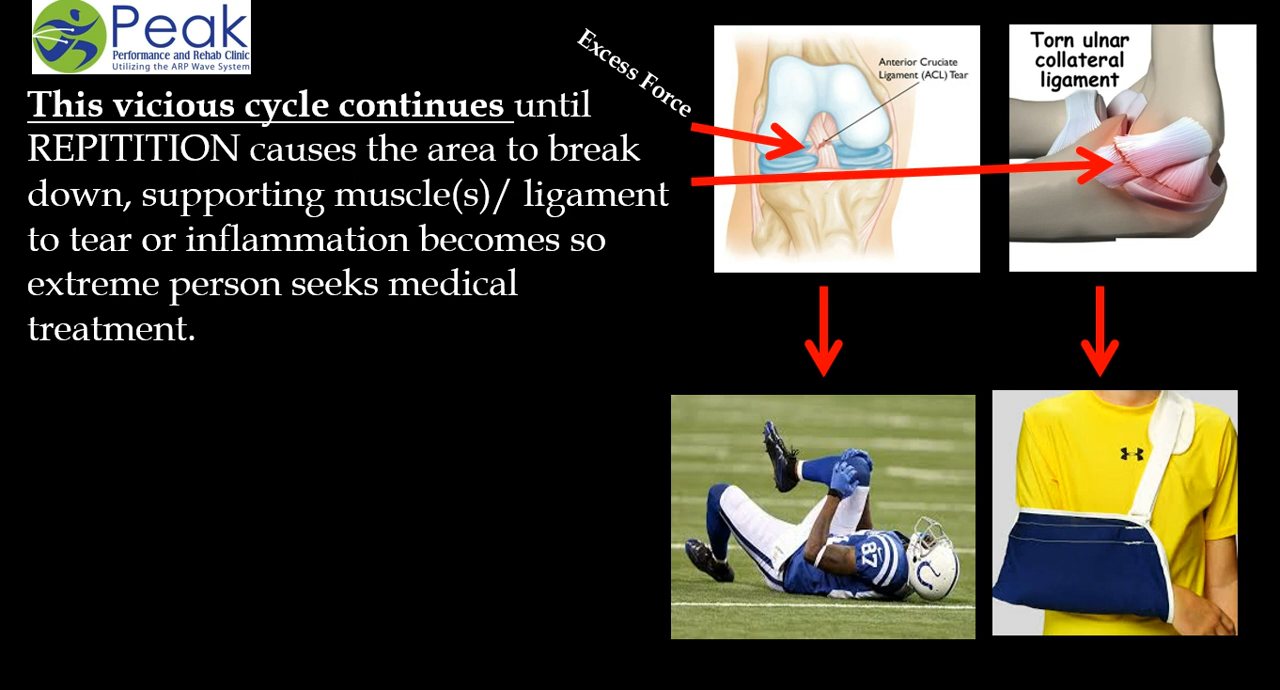 Peak
Performance and Rehab Clinic
Utilizing the ARP Wave System
This vicious cycle continues until
REPITITION causes the area to break
down, supporting muscle(s)/ ligament
to tear or inflammation becomes so
extreme person seeks medical
treatment.
Excess Force
Anterior Cruciate
Ligament (ACL) Tear
Torn ulnar
collateral
ligament
87